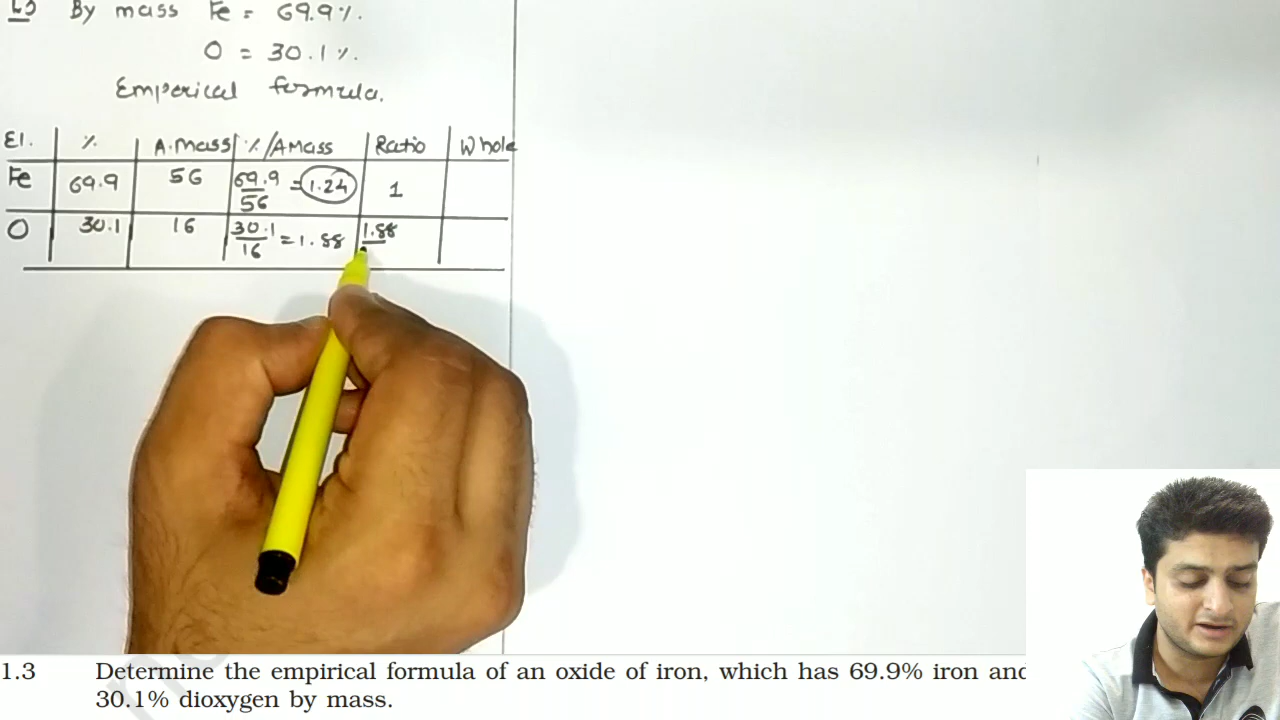 By mass Fe = 69.9%.
O = 30.1%.
Emperical formula.
El. % A.Mass %/AMass Ratio Whole
Fe 69.9 56 69.9/56 = 1.24 1
O 30.1 16 30.1/16 = 1.88 1.88
1.3 Determine the empirical formula of an oxide of iron, which has 69.9% iron and
30.1% dioxygen by mass.